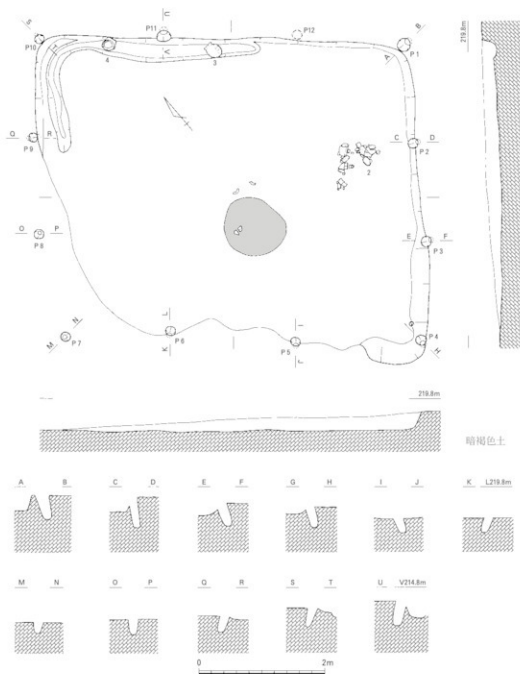 S
U
B
P10
P11
P12
P1
4
3
V
A
T
219.8m
Q
R
P9
C
D
P2
2
O
P
P8
E
F
P3
M
N
P7
L
K
P6
I
J
P5
G
P4
H
219.8m
暗褐色土
A B C D E F G H I J K L219.8m
M N O P Q R S T U V214.8m
0 2m